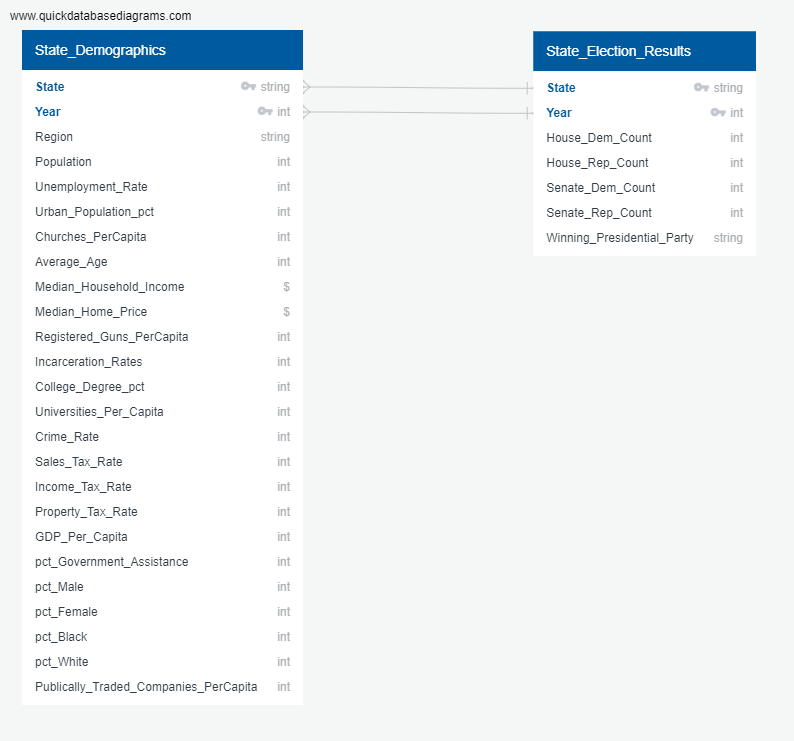 www.quickdatabasediagrams.com
State_Demographics
State string
Year int
Region string
Population int
Unemployment_Rate int
Urban_Population_pct int
Churches_PerCapita int
Average_Age int
Median_Household_Income $
Median_Home_Price $
Registered_Guns_PerCapita int
Incarceration_Rates int
College_Degree_pct int
Universities_Per_Capita int
Crime_Rate int
Sales_Tax_Rate int
Income_Tax_Rate int
Property_Tax_Rate int
GDP_Per_Capita int
pct_Government_Assistance int
pct_Male int
pct_Female int
pct_Black int
pct_White int
Publically_Traded_Companies_PerCapita int
State_Election_Results
State string
Year int
House_Dem_Count int
House_Rep_Count int
Senate_Dem_Count int
Senate_Rep_Count int
Winning_Presidential_Party string